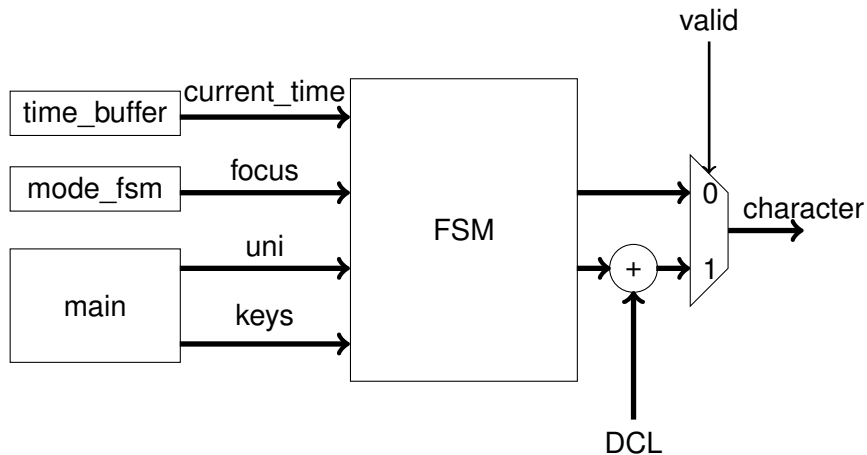 valid
time_buffer
current_time
mode_fsm
focus
0
character
FSM
uni
+
1
main
keys
DCL